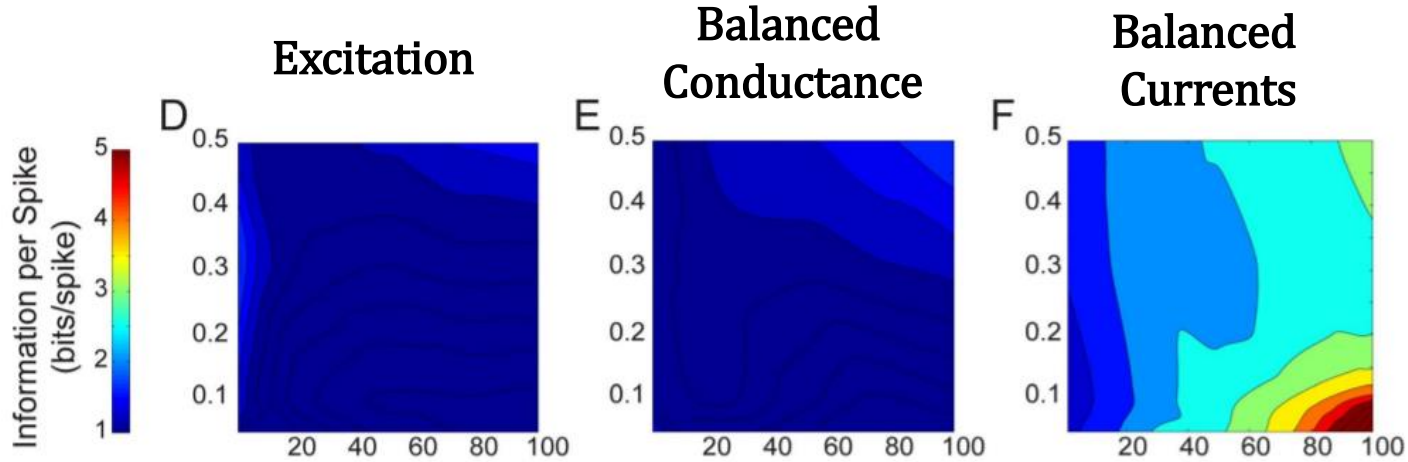 Excitation
Balanced
Conductance
Balanced
Currents
Information per Spike
(bits/spike)
5
4
3
2
1
D
0.5
0.4
0.3
0.2
0.1
20 40 60 80 100
E
0.5
0.4
0.3
0.2
0.1
20 40 60 80 100
F
0.5
0.4
0.3
0.2
0.1
20 40 60 80 100